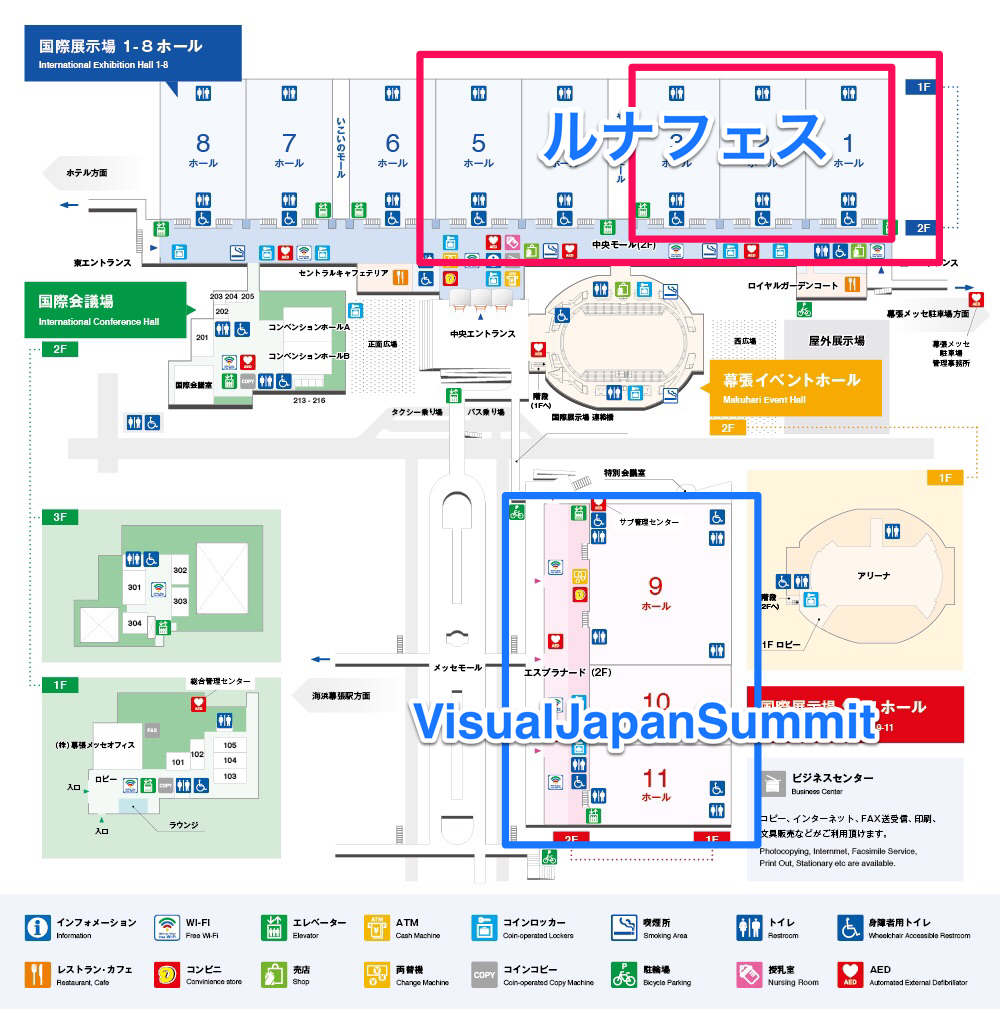 国際展示場 1-8 ホール
International Exhibition Hall 1-8
1F
8
ホール
7
ホール
いこいのモール
6
ホール
5
ホール
ホール
ール
3
ホール
ホール
1
ホール
ルナフェス
ホテル方面
2F
東エントランス
中央モール(2F)
セントラルキャフェテリア
ロイヤルガーデンコート
ンス
国際会議場
International Conference Hall
2F
203 204 205
202
201
コンベンションホールA
コンベンションホールB
COPY
国際会議室
213 - 216
正面広場
中央エントランス
西広場
屋外展示場
幕張メッセ駐車場方面
幕張メッセ
駐車場
管理事務所
幕張イベントホール
Makuhari Event Hall
2F
タクシー乗り場
バス乗り場
階段
(1Fへ)
国際展示場 連絡橋
特別会議室
1F
3F
301
302
303
304
サブ管理センター
9
ホール
アリーナ
階段
2Fへ)
1F ロビー
メッセモール
エスプラナード (2F)
海浜幕張駅方面
10
11
ホール
VisualJapanSummit
国際展示場
ホール
9-11
1F
総合管理センター
FAX
(株) 幕張メッセオフィス
105
104
103
102
101
ロビー
COPY
入口
入口
ラウンジ
2F
1F
ビジネスセンター
Business Center
コピー、インターネット、FAX送受信、印刷、
文具販売などがご利用頂けます。
Photocopying, Internmet, Facsimile Service,
Print Out, Stationary etc are available.
インフォメーション
Information
WI-FI
Free Wi-Fi
エレベーター
Elevator
ATM
ATM
Cash Machine
コインロッカー
Coin-operated Lockers
喫煙所
Smoking Area
トイレ
Restroom
身障者用トイレ
Wheelchair Accessible Restroom
レストラン・カフェ
Restaurant, Cafe
コンビニ
Convinience store
売店
Shop
両替機
Change Machine
COPY
コインコピー
Coin-operated Copy Machine
駐輪場
Bicycle Parking
授乳室
Nursing Room
AED
AED
Automated External Defibrillator